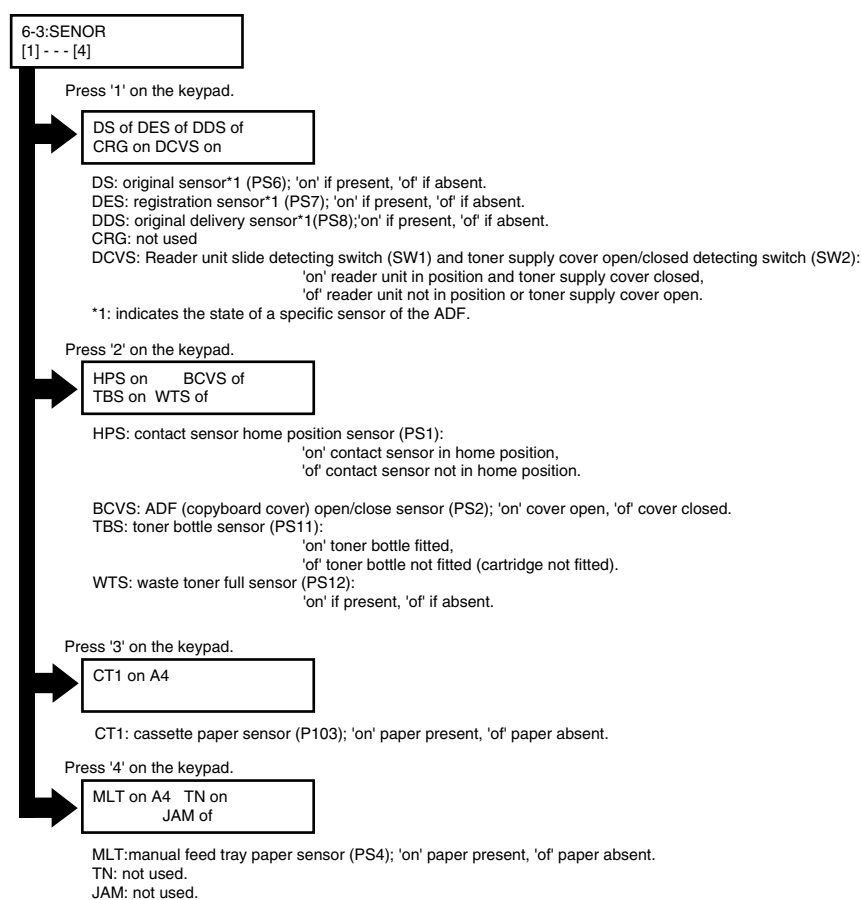 6-3:SENOR
[1] - - - [4]
Press '1' on the keypad.
DS of DES of DDS of
CRG on DCVS on
DS: original sensor*1 (PS6); 'on' if present, 'of' if absent.
DES: registration sensor*1 (PS7); 'on' if present, 'of' if absent.
DDS: original delivery sensor*1(PS8);'on' if present, 'of' if absent.
CRG: not used
DCVS: Reader unit slide detecting switch (SW1) and toner supply cover open/closed detecting switch (SW2):
'on' reader unit in position and toner supply cover closed,
'of' reader unit not in position or toner supply cover open.
*1: indicates the state of a specific sensor of the ADF.
Press '2' on the keypad.
HPS on BCVS of
TBS on WTS of
HPS: contact sensor home position sensor (PS1):
'on' contact sensor in home position,
'of' contact sensor not in home position.
BCVS: ADF (copyboard cover) open/close sensor (PS2); 'on' cover open, 'of' cover closed.
TBS: toner bottle sensor (PS11):
'on' toner bottle fitted,
'of' toner bottle not fitted (cartridge not fitted).
WTS: waste toner full sensor (PS12):
'on' if present, 'of' if absent.
Press '3' on the keypad.
CT1 on A4
CT1: cassette paper sensor (P103); 'on' paper present, 'of' paper absent.
Press '4' on the keypad.
MLT on A4 TN on
JAM of
MLT:manual feed tray paper sensor (PS4); 'on' paper present, 'of' paper absent.
TN: not used.
JAM: not used.